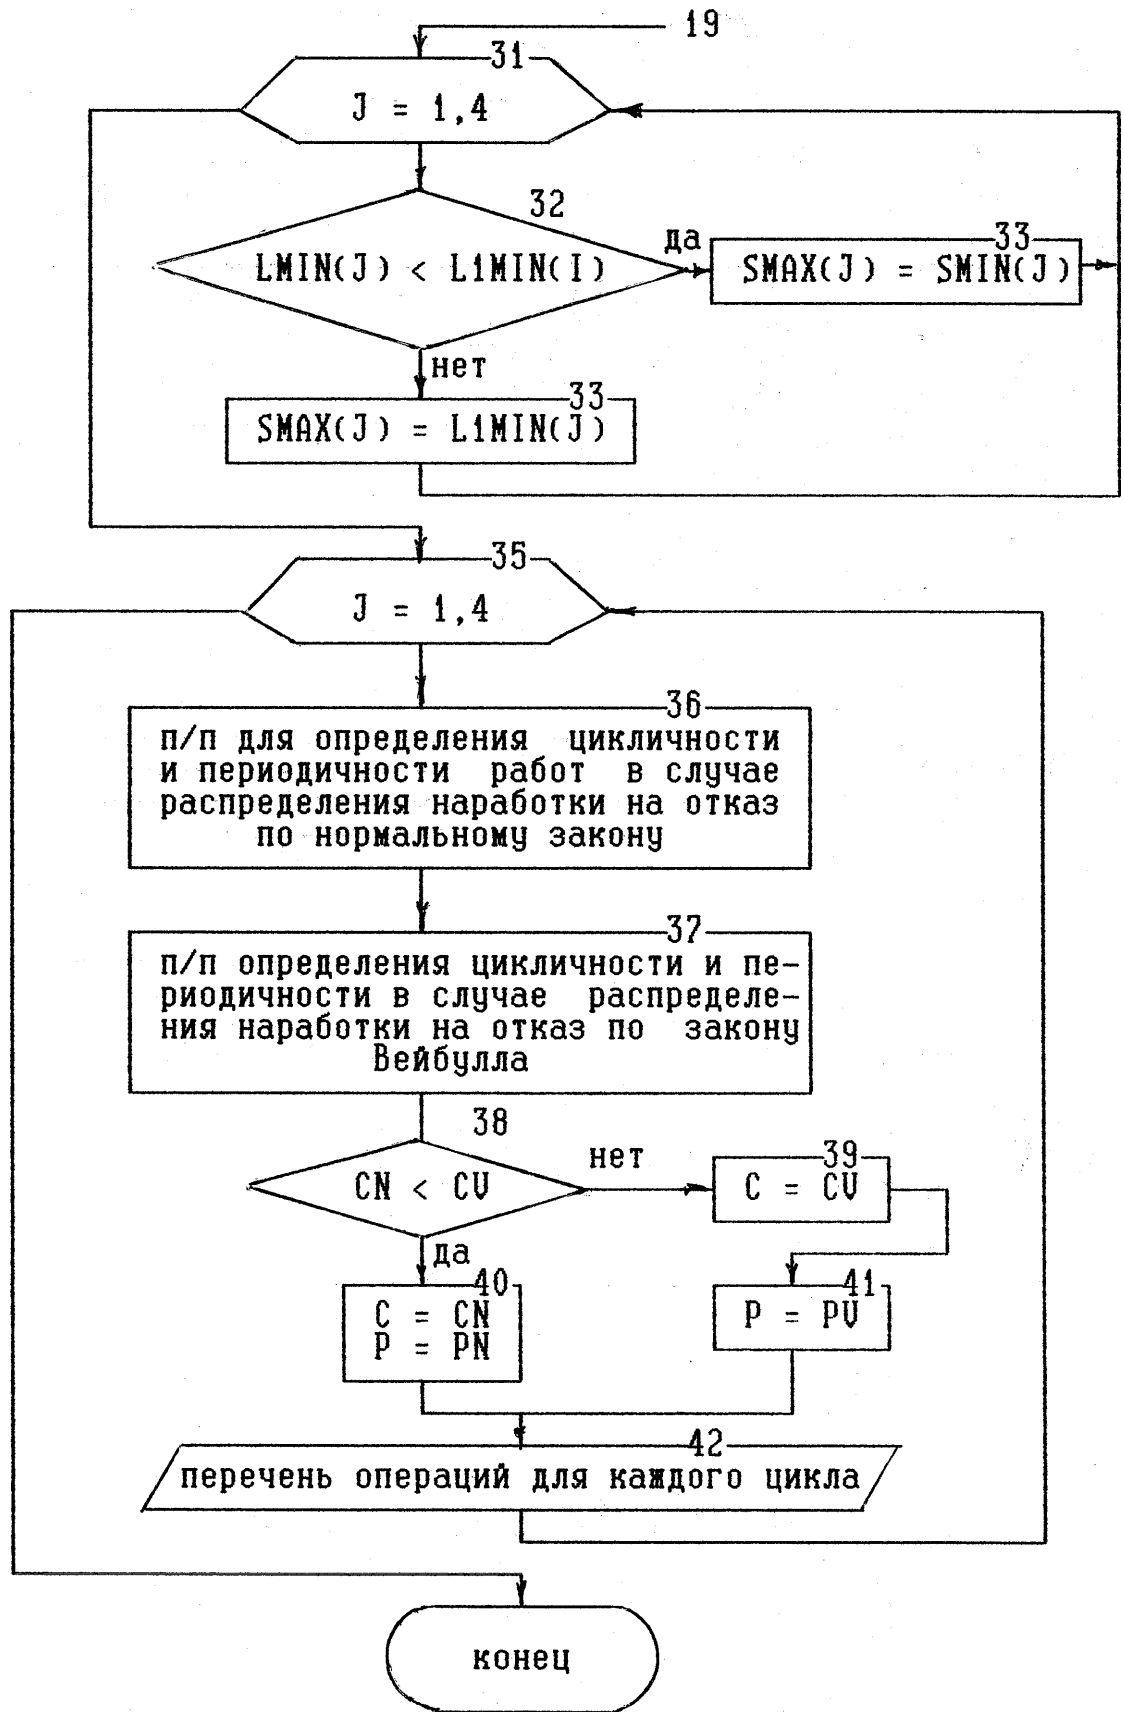 19
31
J = 1,4
32
LMIN(J) < L1MIN(I)
да
33
SMAX(J) = SMIN(J)
нет
33
SMAX(J) = L1MIN(J)
35
J = 1,4
36
п/п для определения цикличности
и периодичности работ в случае
распределения наработки на отказ
по нормальному закону
37
п/п определения цикличности и пе-
риодичности в случае распределе-
ния наработки на отказ по закону
Вейбулла
38
CN < CV
нет
39
C = CV
да
40
C = CN
P = PN
41
P = PV
42
перечень операций для каждого цикла
конец